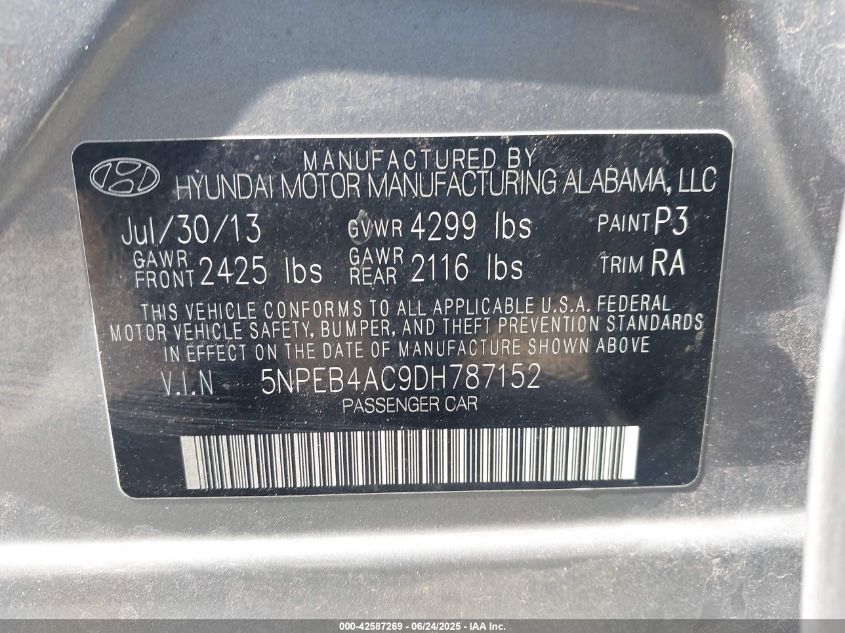 MANUFACTURED BY
HYUNDAI MOTOR MANUFACTURING ALABAMA, LLC
Jul/30/13 GVWR 4299 lbs PAINT P3
GAWR FRONT 2425 lbs GAWR REAR 2116 lbs TRIM RA
THIS VEHICLE CONFORMS TO ALL APPLICABLE U.S.A. FEDERAL
MOTOR VEHICLE SAFETY, BUMPER, AND THEFT PREVENTION STANDARDS
IN EFFECT ON THE DATE OF MANUFACTURE SHOWN ABOVE.
V.I.N 5NPEB4AC9DH787152
PASSENGER CAR
000-42587269 - 06/24/2025 - IAA Inc.